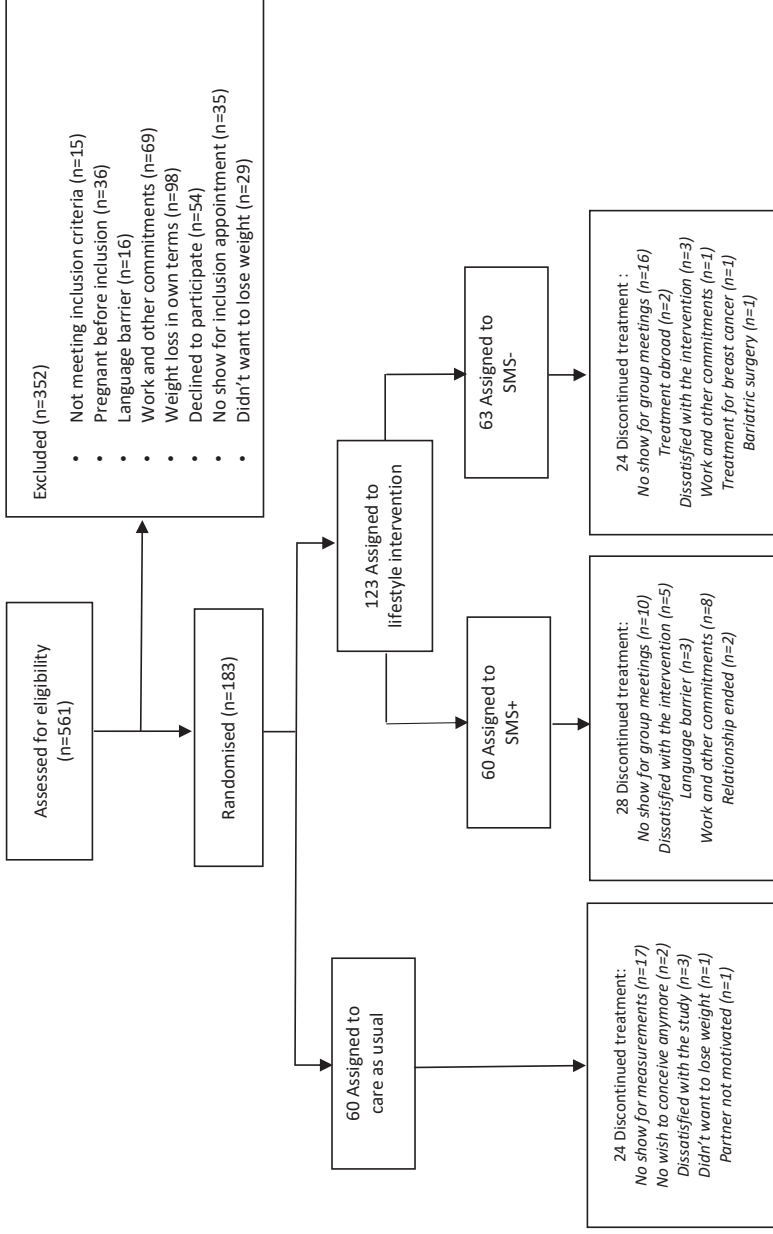 Assessed for eligibility
(n=561)
Excluded (n=352)
• Not meeting inclusion criteria (n=15)
• Pregnant before inclusion (n=36)
• Language barrier (n=16)
• Work and other commitments (n=69)
• Weight loss in own terms (n=98)
• Declined to participate (n=54)
• No show for inclusion appointment (n=35)
• Didn’t want to lose weight (n=29)
Randomised (n=183)
60 Assigned to
care as usual
123 Assigned to
lifestyle intervention
60 Assigned to
SMS+
63 Assigned to
SMS-
24 Discontinued treatment:
No show for measurements (n=17)
No wish to conceive anymore (n=2)
Dissatisfied with the study (n=3)
Didn’t want to lose weight (n=1)
Partner not motivated (n=1)
28 Discontinued treatment:
No show for group meetings (n=10)
Dissatisfied with the intervention (n=5)
Language barrier (n=3)
Work and other commitments (n=8)
Relationship ended (n=2)
24 Discontinued treatment :
No show for group meetings (n=16)
Treatment abroad (n=2)
Dissatisfied with the intervention (n=3)
Work and other commitments (n=1)
Treatment for breast cancer (n=1)
Bariatric surgery (n=1)